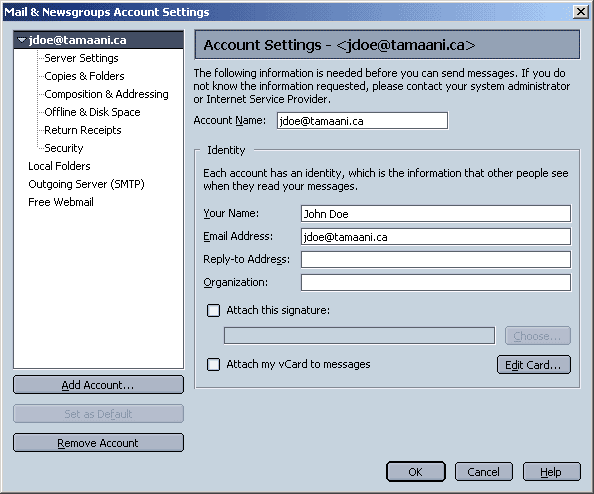 Mail & Newsgroups Account Settings
jdoe@tamaani.ca
Server Settings
Copies & Folders
Composition & Addressing
Offline & Disk Space
Return Receipts
Security
Local Folders
Outgoing Server (SMTP)
Free Webmail
Add Account...
Set as Default
Remove Account
Account Settings - <jdoe@tamaani.ca>
The following information is needed before you can send messages. If you do
not know the information requested, please contact your system administrator
or Internet Service Provider.
Account Name: jdoe@tamaani.ca
Identity
Each account has an identity, which is the information that other people see
when they read your messages.
Your Name: John Doe
Email Address: jdoe@tamaani.ca
Reply-to Address:
Organization:
Attach this signature:
Choose...
Attach my vCard to messages
Edit Card...
OK Cancel Help